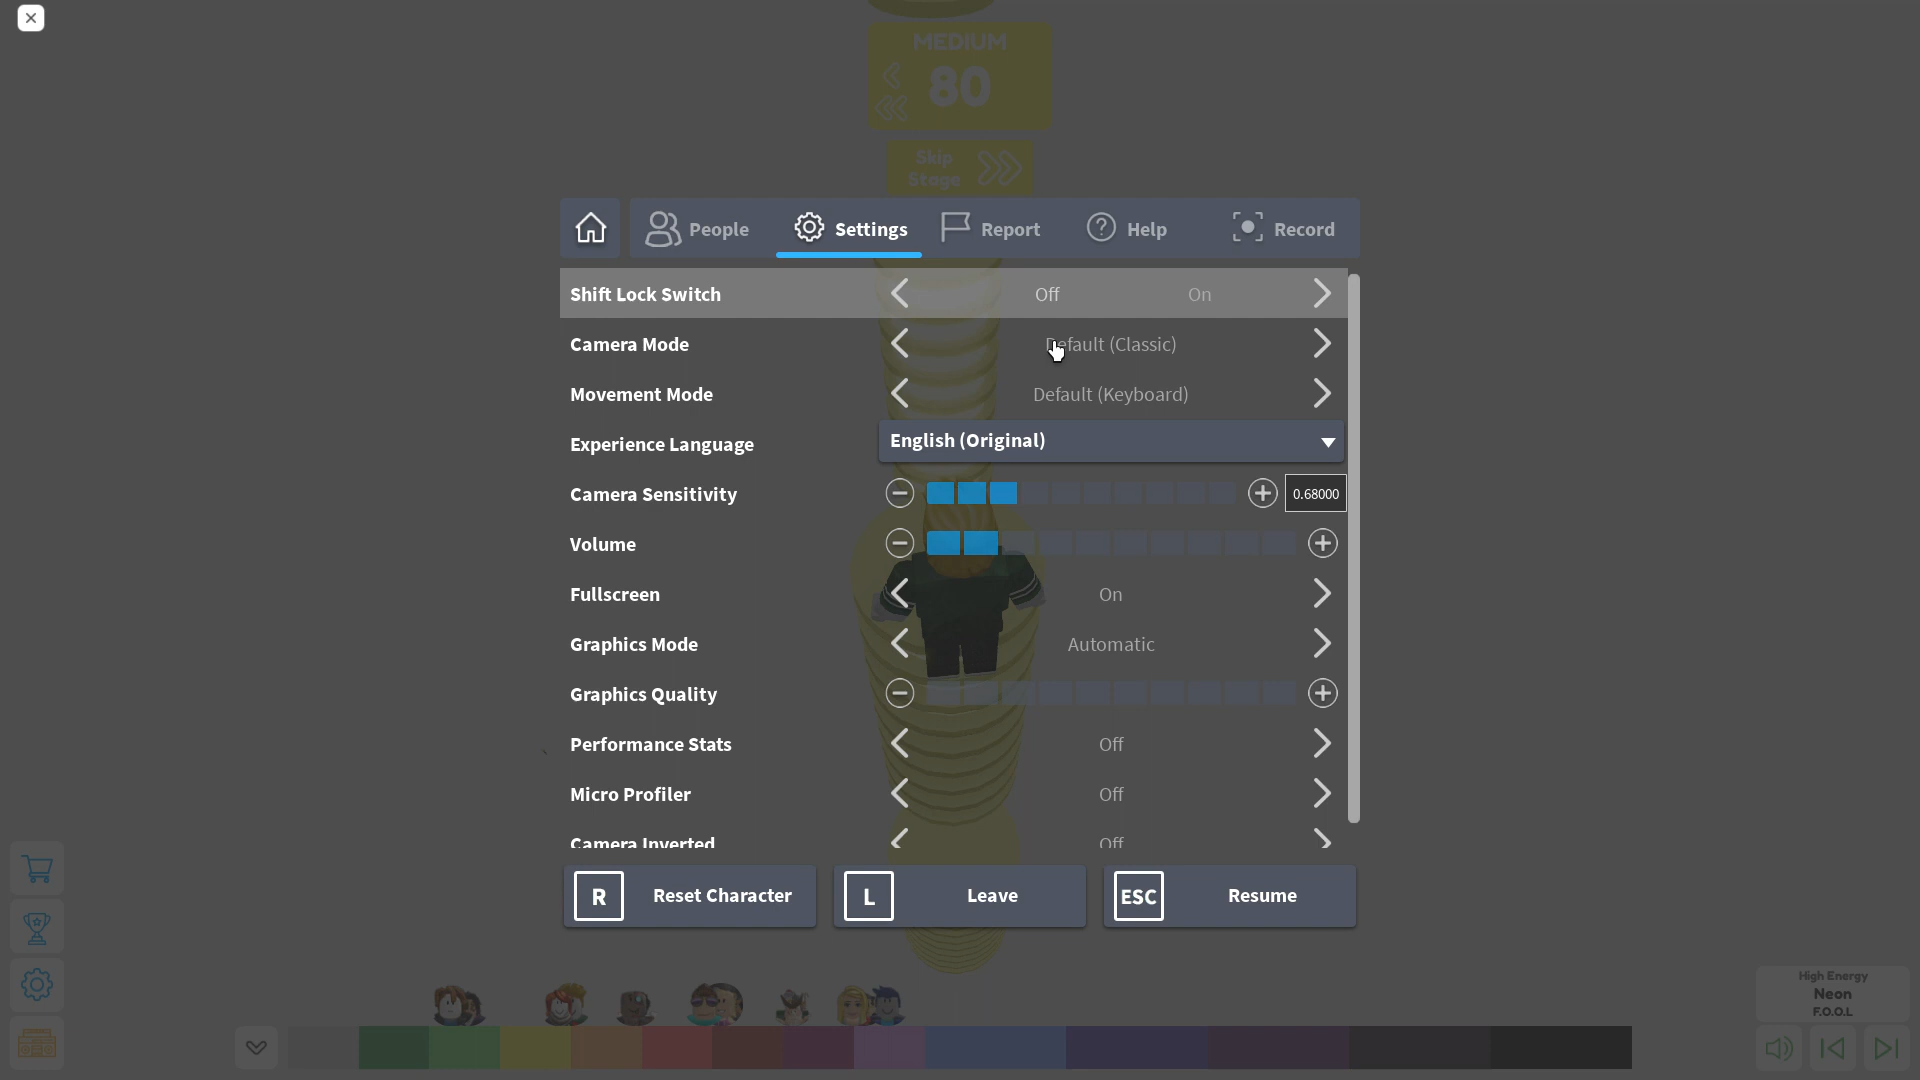 MEDIUM
80
Skip
Stage
People
Settings
Report
Help
Record
Shift Lock Switch
Off
On
Camera Mode
Default (Classic)
Movement Mode
Default (Keyboard)
Experience Language
English (Original)
Camera Sensitivity
0.68000
Volume
Fullscreen
On
Graphics Mode
Automatic
Graphics Quality
Performance Stats
Off
Micro Profiler
Off
Camera Inverted
Off
R
Reset Character
L
Leave
ESC
Resume
High Energy
Neon
F.O.O.L